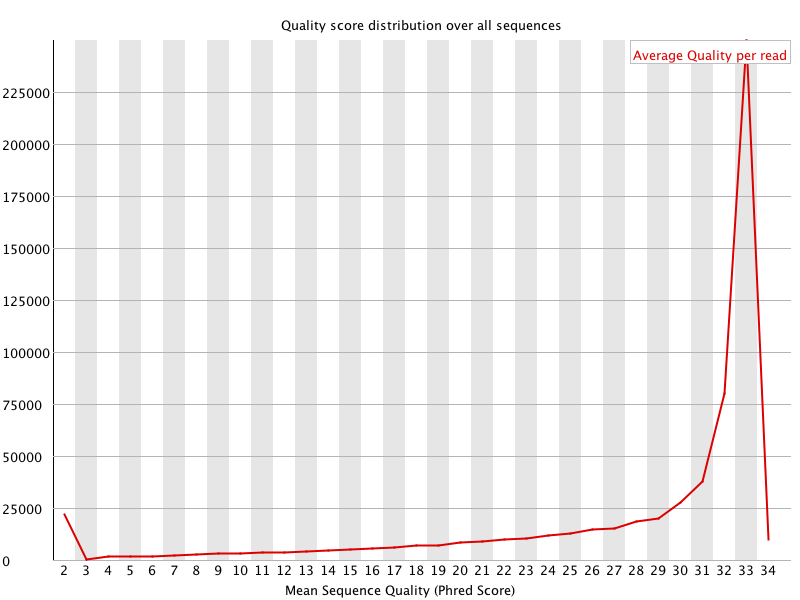 Quality score distribution over all sequences
Average Quality per read
225000
200000
175000
150000
125000
100000
75000
50000
25000
0
2 3 4 5 6 7 8 9 10 11 12 13 14 15 16 17 18 19 20 21 22 23 24 25 26 27 28 29 30 31 32 33 34
Mean Sequence Quality (Phred Score)